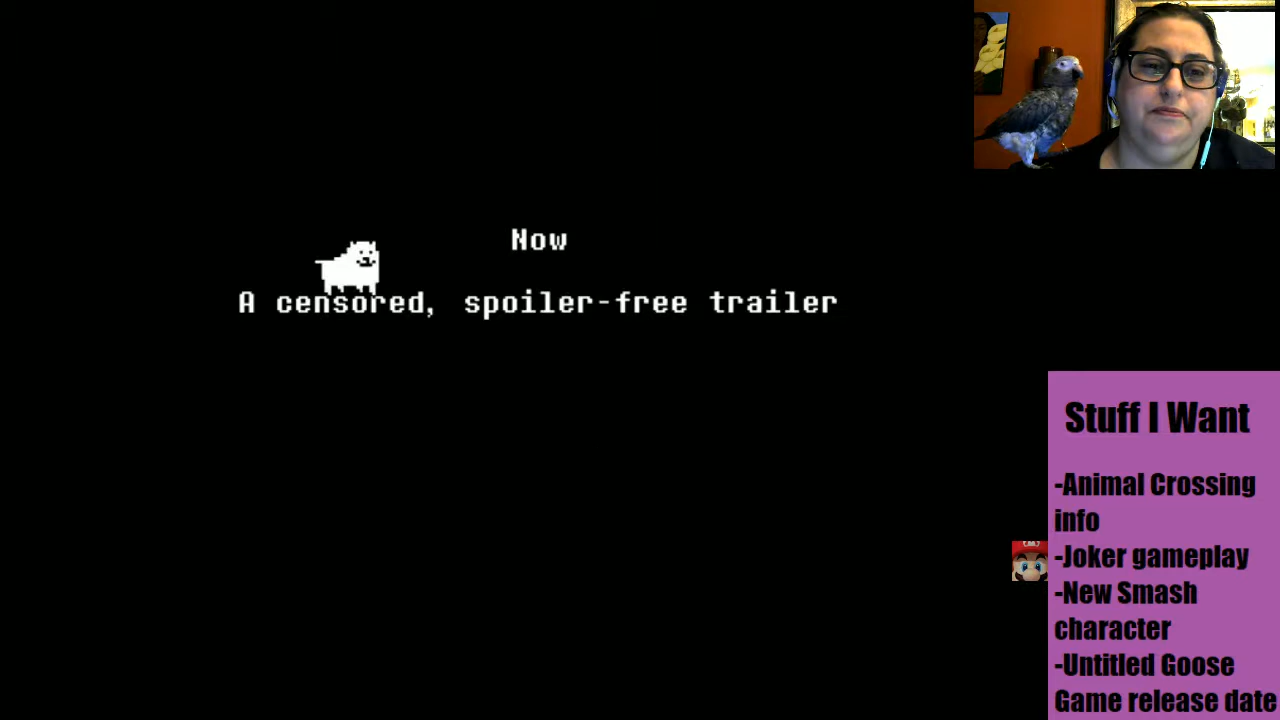 Now
A censored, spoiler-free trailer
Stuff I Want
-Animal Crossing
info
-Joker gameplay
-New Smash
character
-Untitled Goose
Game release date
M